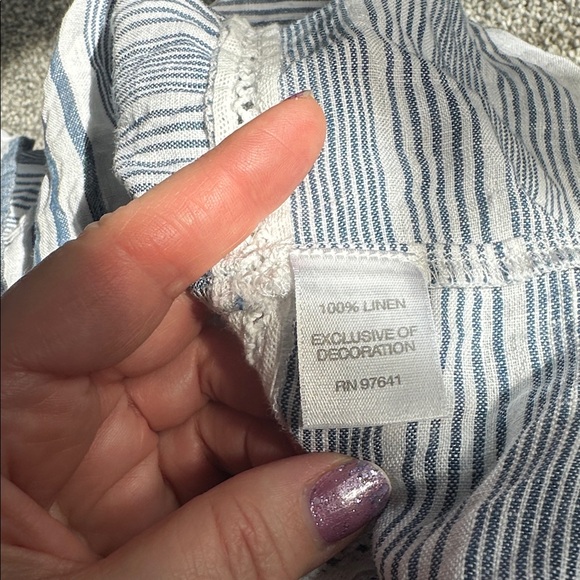 100% LINEN
EXCLUSIVE OF
DECORATION
RN 97641